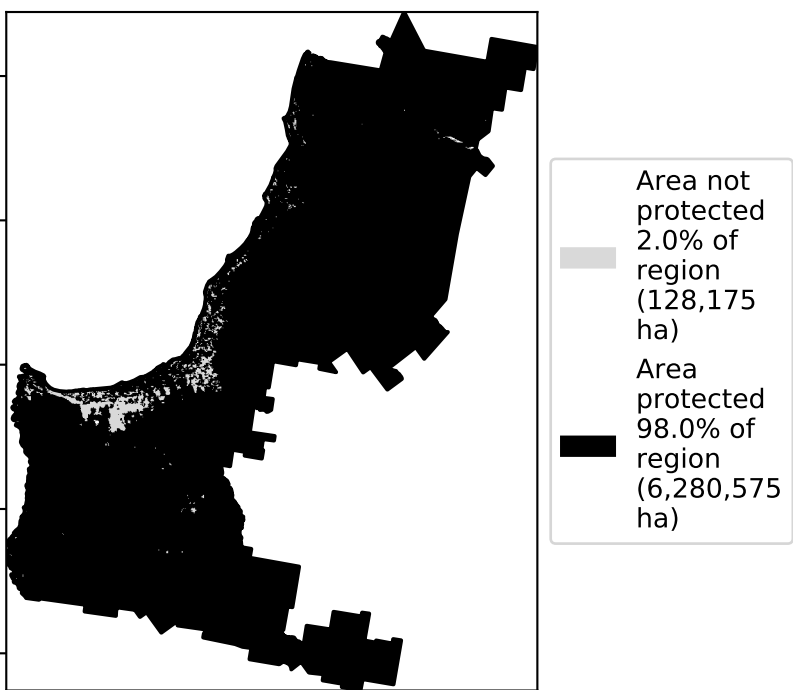 Area not
protected
2.0% of
region
(128,175
ha)
Area
protected
98.0% of
region
(6,280,575
ha)